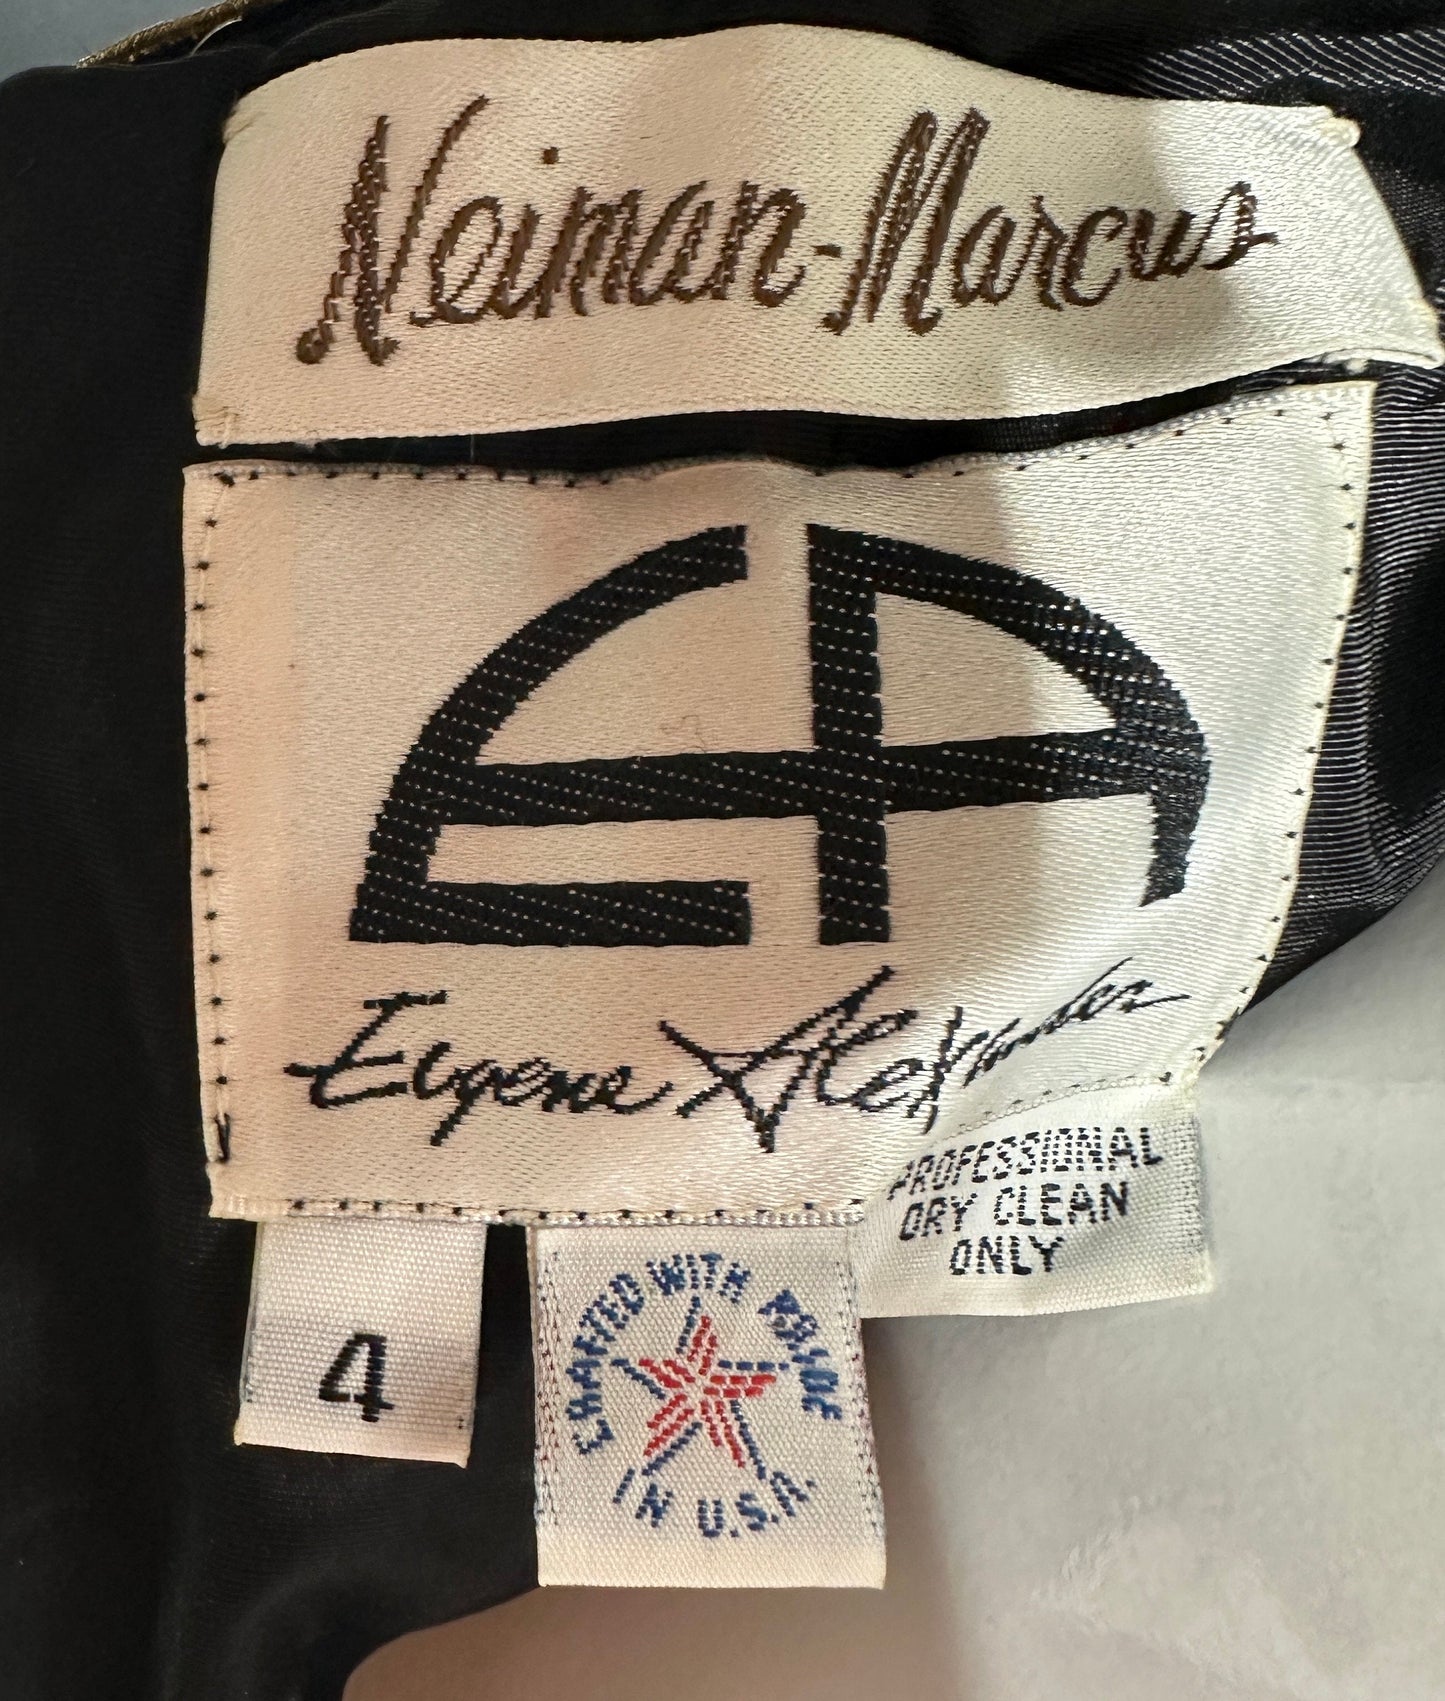 Neiman-Marcus
EA
Eugene Alexander
PROFESSIONAL
DRY CLEAN
ONLY
4
CRAFTED WITH PRIDE
IN U.S.A.